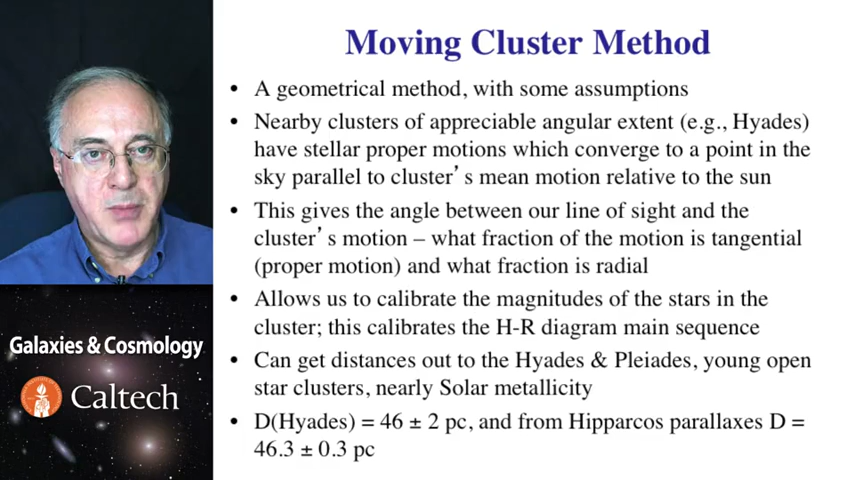 Moving Cluster Method
• A geometrical method, with some assumptions
• Nearby clusters of appreciable angular extent (e.g., Hyades)
have stellar proper motions which converge to a point in the
sky parallel to cluster’s mean motion relative to the sun
• This gives the angle between our line of sight and the
cluster’s motion – what fraction of the motion is tangential
(proper motion) and what fraction is radial
• Allows us to calibrate the magnitudes of the stars in the
cluster; this calibrates the H-R diagram main sequence
• Can get distances out to the Hyades & Pleiades, young open
star clusters, nearly Solar metallicity
• D(Hyades) = 46 ± 2 pc, and from Hipparcos parallaxes D =
46.3 ± 0.3 pc
Galaxies & Cosmology
Caltech